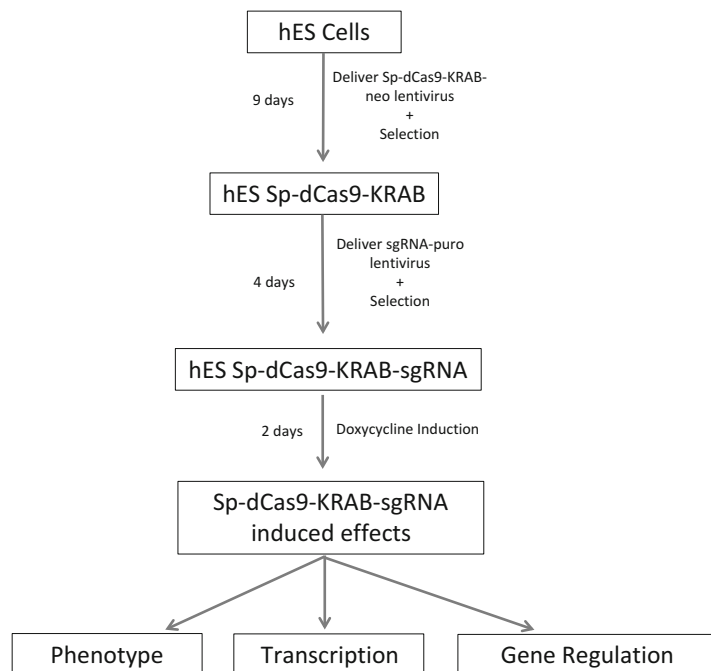 hES Cells
9 days
Deliver Sp-dCas9-KRAB-
neo lentivirus
+
Selection
hES Sp-dCas9-KRAB
4 days
Deliver sgRNA-puro
lentivirus
+
Selection
hES Sp-dCas9-KRAB-sgRNA
2 days
Doxycycline Induction
Sp-dCas9-KRAB-sgRNA
induced effects
Phenotype
Transcription
Gene Regulation